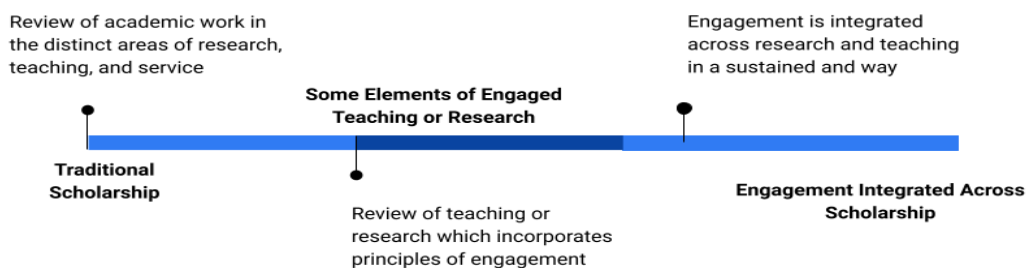 Review of academic work in
the distinct areas of research,
teaching, and service
Engagement is integrated
across research and teaching
in a sustained and way
Some Elements of Engaged
Teaching or Research
Traditional
Scholarship
Engagement Integrated Across
Scholarship
Review of teaching or
research which incorporates
principles of engagement